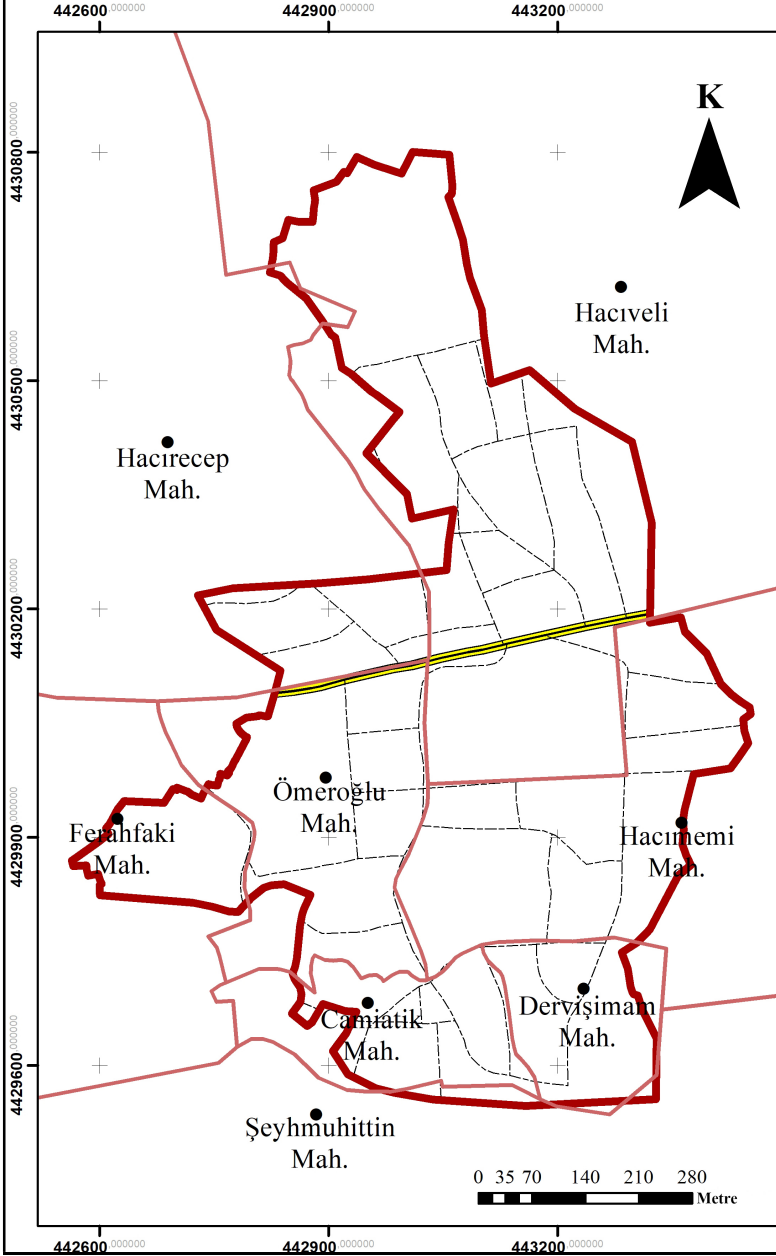 442600.000000 442900.000000 443200.000000
K
4430800.000000
Hacıveli
Mah.
4430500.000000
Hacırecep
Mah.
4430200.000000
Ömeroğlu
Mah.
Ferahfaki
Mah.
Hacımemi
Mah.
4429900.000000
Camiatik
Mah.
Dervişimam
Mah.
4429600.000000
Şeyhmuhittin
Mah.
0 35 70 140 210 280
Metre
442600.000000 442900.000000 443200.000000